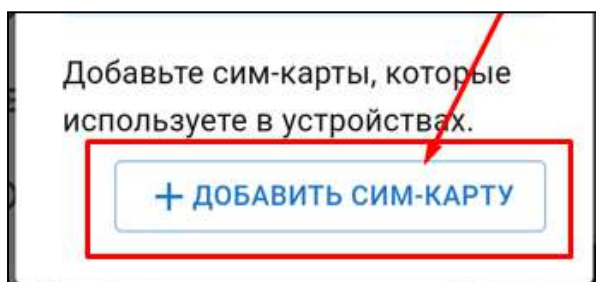 Добавьте сим-карты, которые
используете в устройствах.
+ ДОБАВИТЬ СИМ-КАРТУ